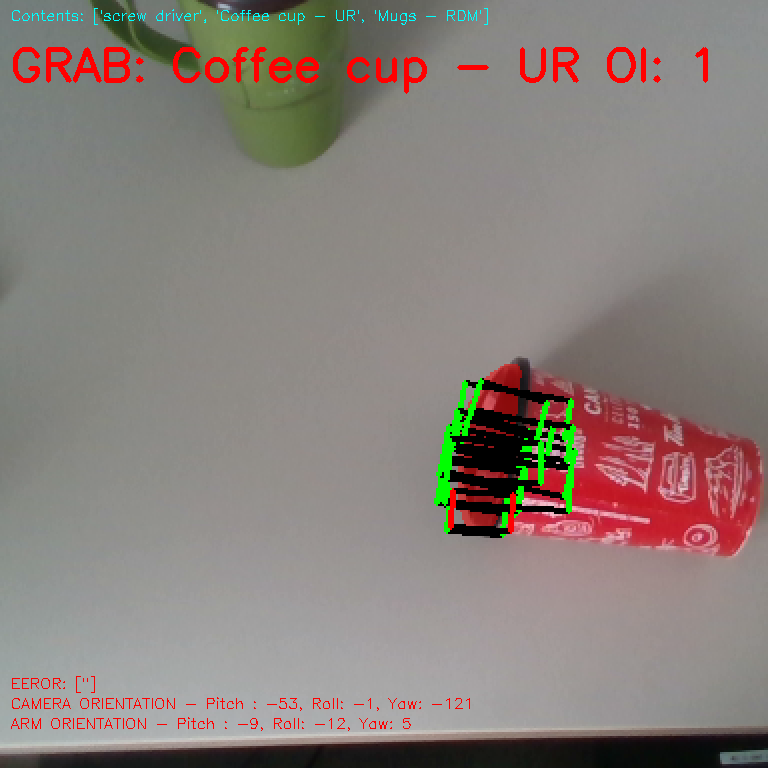 Contents: ['screw driver', 'Coffee cup - UR', 'Mugs - RDM']
GRAB: Coffee cup - UR OI: 1
EEROR: ['']
CAMERA ORIENTATION - Pitch : -53, Roll: -1, Yaw: -121
ARM ORIENTATION - Pitch : -9, Roll: -12, Yaw: 5